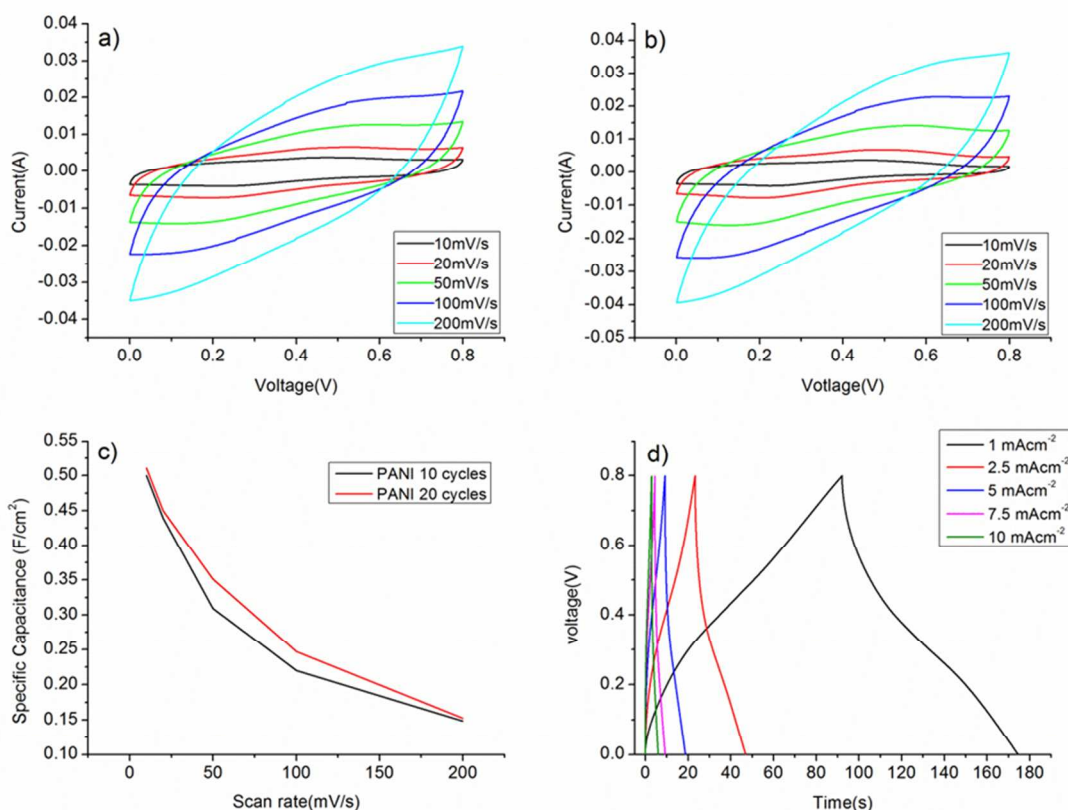 a)
0.04
0.03
0.02
0.01
0.00
-0.01
-0.02
-0.03
-0.04
Current(A)
0.0 0.2 0.4 0.6 0.8
Voltage(V)
10mV/s
20mV/s
50mV/s
100mV/s
200mV/s
b)
0.04
0.03
0.02
0.01
0.00
-0.01
-0.02
-0.03
-0.04
-0.05
Current(A)
0.0 0.2 0.4 0.6 0.8
Votlage(V)
10mV/s
20mV/s
50mV/s
100mV/s
200mV/s
c)
0.55
0.50
0.45
0.40
0.35
0.30
0.25
0.20
0.15
0.10
Specific Capacitance (F/cm²)
0 50 100 150 200
Scan rate(mV/s)
PANI 10 cycles
PANI 20 cycles
d)
0.8
0.6
0.4
0.2
0.0
voltage(V)
0 20 40 60 80 100 120 140 160 180
Time(s)
1 mAcm⁻²
2.5 mAcm⁻²
5 mAcm⁻²
7.5 mAcm⁻²
10 mAcm⁻²